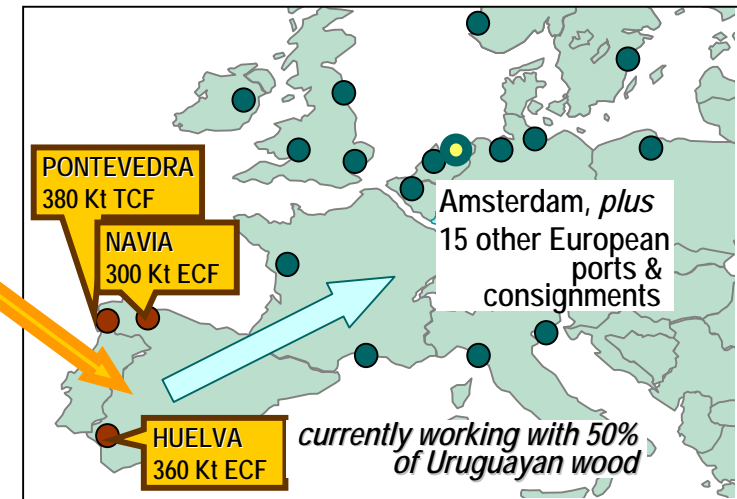 PONTEVEDRA
380 Kt TCF
NAVIA
300 Kt ECF
Amsterdam, plus
15 other European
ports &
consignments
HUELVA
360 Kt ECF
currently working with 50%
of Uruguayan wood